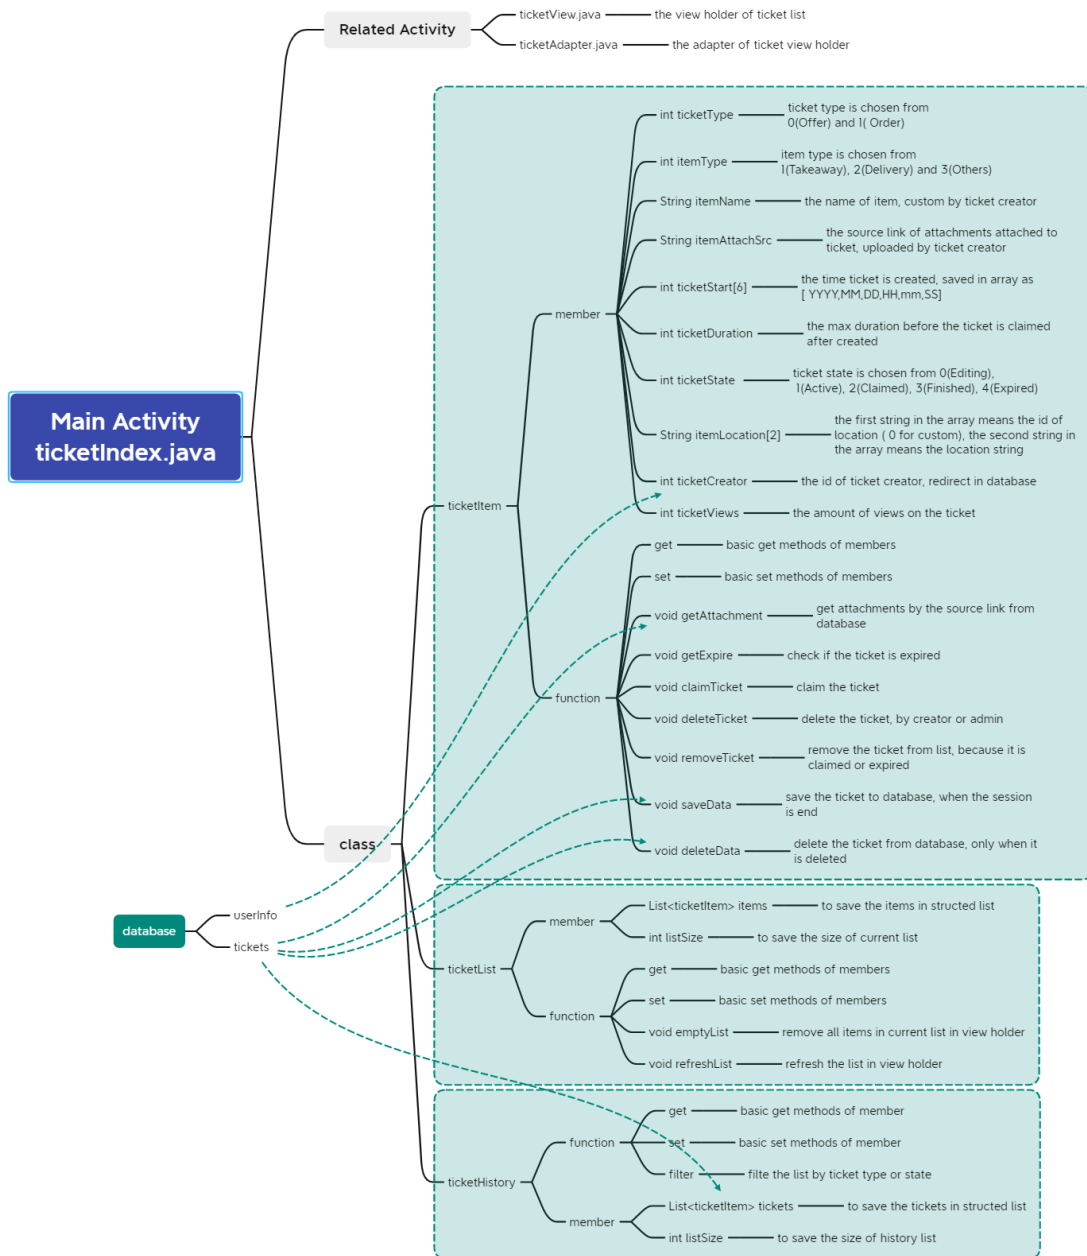 Related Activity
ticketView.java
the view holder of ticket list
ticketAdapter.java
the adapter of ticket view holder
Main Activity
ticketIndex.java
ticketItem
member
int ticketType
ticket type is chosen from
0(Offer) and 1( Order)
int itemType
item type is chosen from
1(Takeaway), 2(Delivery) and 3(Others)
String itemName
the name of item, custom by ticket creator
String itemAttachSrc
the source link of attachments attached to
ticket, uploaded by ticket creator
int ticketStart[6]
the time ticket is created, saved in array as
[ YYYY,MM,DD,HH,mm,SS]
int ticketDuration
the max duration before the ticket is claimed
after created
int ticketState
ticket state is chosen from 0(Editing),
1(Active), 2(Claimed), 3(Finished), 4(Expired)
String itemLocation[2]
the first string in the array means the id of
location ( 0 for custom), the second string in
the array means the location string
int ticketCreator
the id of ticket creator, redirect in database
int ticketViews
the amount of views on the ticket
function
get
basic get methods of members
set
basic set methods of members
void getAttachment
get attachments by the source link from
database
void getExpire
check if the ticket is expired
void claimTicket
claim the ticket
void deleteTicket
delete the ticket, by creator or admin
void removeTicket
remove the ticket from list, because it is
claimed or expired
void saveData
save the ticket to database, when the session
is end
void deleteData
delete the ticket from database, only when it
is deleted
class
database
userInfo
tickets
ticketList
member
List<ticketItem> items
to save the items in structed list
int listSize
to save the size of current list
function
get
basic get methods of members
set
basic set methods of members
void emptyList
remove all items in current list in view holder
void refreshList
refresh the list in view holder
ticketHistory
function
get
basic get methods of member
set
basic set methods of member
filter
filte the list by ticket type or state
member
List<ticketItem> tickets
to save the tickets in structed list
int listSize
to save the size of history list